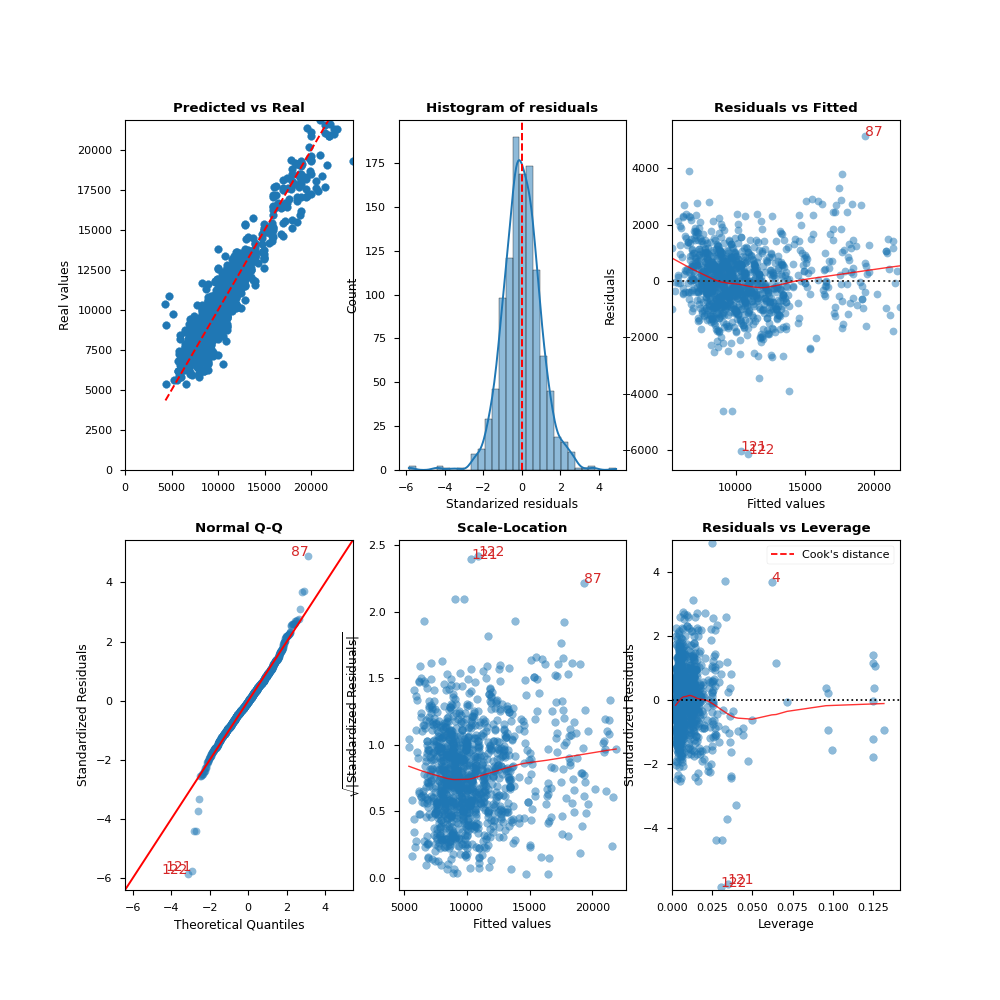 Predicted vs Real
Real values
20000
17500
15000
12500
10000
7500
5000
2500
0
0 5000 10000 15000 20000
Histogram of residuals
Count
175
150
125
100
75
50
25
0
−6 −4 −2 0 2 4
Standarized residuals
Residuals vs Fitted
Residuals
4000
2000
0
−2000
−4000
−6000
87
121
122
10000 15000 20000
Fitted values
Normal Q-Q
Standardized Residuals
4
2
0
−2
−4
−6
87
121
122
−6 −4 −2 0 2 4
Theoretical Quantiles
Scale-Location
√|Standardized Residuals|
2.5
2.0
1.5
1.0
0.5
0.0
122
121
87
5000 10000 15000 20000
Fitted values
Residuals vs Leverage
Standardized Residuals
4
2
0
−2
−4
Cook's distance
4
121
122
0.000 0.025 0.050 0.075 0.100 0.125
Leverage